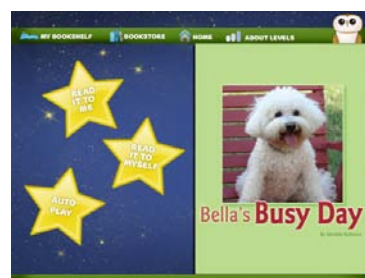 MY BOOKSHELF BOOKSTORE HOME ABOUT LEVELS
READ
IT TO
ME
READ
IT TO
MYSELF
AUTO
PLAY
Bella's Busy Day